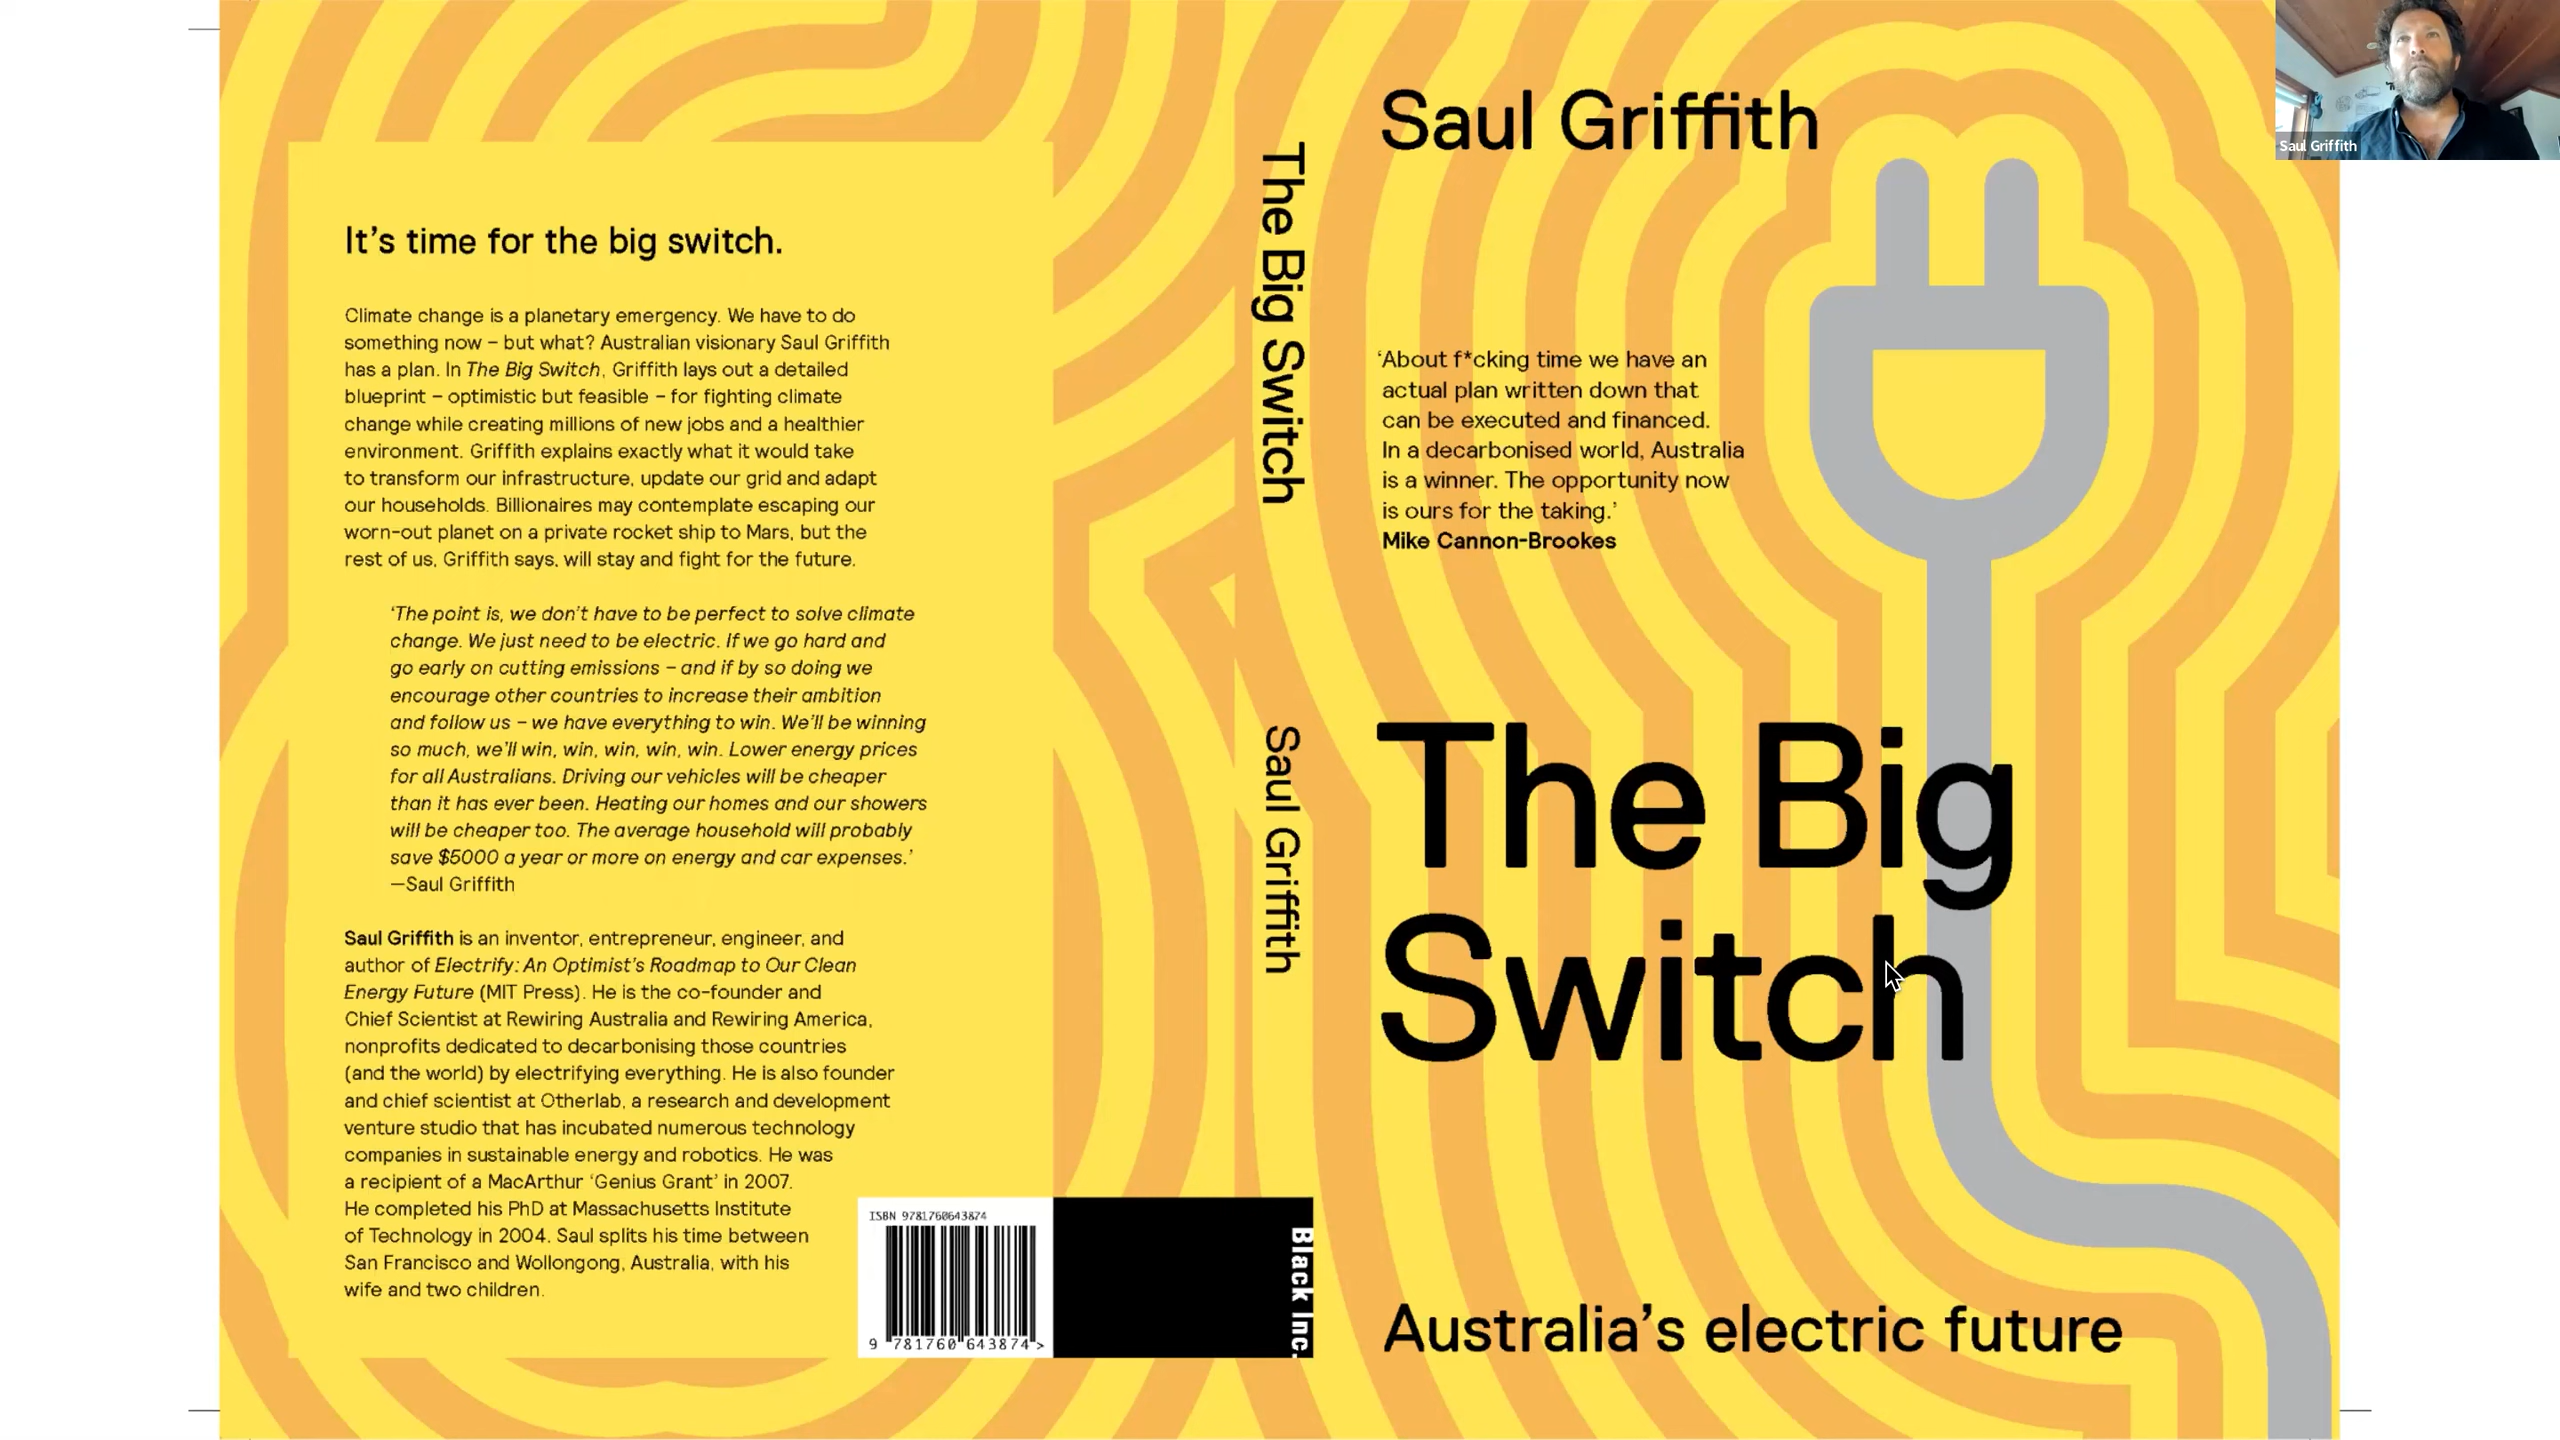 It's time for the big switch.
Climate change is a planetary emergency. We have to do
something now – but what? Australian visionary Saul Griffith
has a plan. In The Big Switch, Griffith lays out a detailed
blueprint – optimistic but feasible – for fighting climate
change while creating millions of new jobs and a healthier
environment. Griffith explains exactly what it would take
to transform our infrastructure, update our grid and adapt
our households. Billionaires may contemplate escaping our
worn-out planet on a private rocket ship to Mars, but the
rest of us, Griffith says, will stay and fight for the future.
‘The point is, we don’t have to be perfect to solve climate
change. We just need to be electric. If we go hard and
go early on cutting emissions – and if by so doing we
encourage other countries to increase their ambition
and follow us – we have everything to win. We’ll be winning
so much, we’ll win, win, win, win, win. Lower energy prices
for all Australians. Driving our vehicles will be cheaper
than it has ever been. Heating our homes and our showers
will be cheaper too. The average household will probably
save $5000 a year or more on energy and car expenses.’
—Saul Griffith
Saul Griffith is an inventor, entrepreneur, engineer, and
author of Electrify: An Optimist’s Roadmap to Our Clean
Energy Future (MIT Press). He is the co-founder and
Chief Scientist at Rewiring Australia and Rewiring America,
nonprofits dedicated to decarbonising those countries
(and the world) by electrifying everything. He is also founder
and chief scientist at Otherlab, a research and development
venture studio that has incubated numerous technology
companies in sustainable energy and robotics. He was
a recipient of a MacArthur ‘Genius Grant’ in 2007.
He completed his PhD at Massachusetts Institute
of Technology in 2004. Saul splits his time between
San Francisco and Wollongong, Australia, with his
wife and two children.
ISBN 9781760643874
9 781760 643874 >
The Big Switch
Saul Griffith
Black Inc.
Saul Griffith
‘About f*cking time we have an
actual plan written down that
can be executed and financed.
In a decarbonised world, Australia
is a winner. The opportunity now
is ours for the taking.’
Mike Cannon-Brookes
The Big
Switch
Australia’s electric future
Saul Griffith